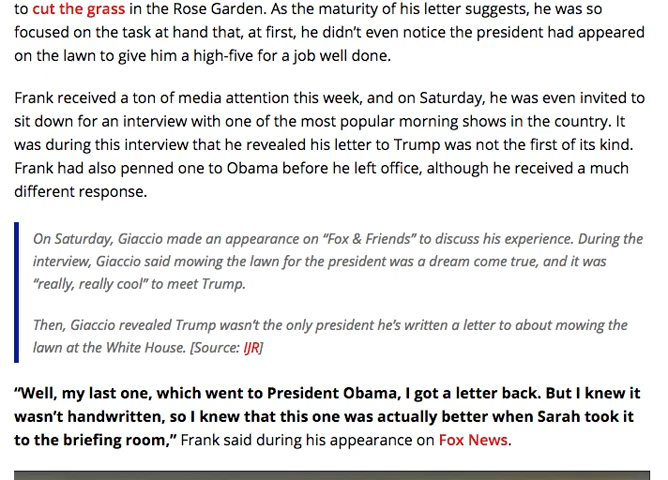 to cut the grass in the Rose Garden. As the maturity of his letter suggests, he was so
focused on the task at hand that, at first, he didn’t even notice the president had appeared
on the lawn to give him a high-five for a job well done.
Frank received a ton of media attention this week, and on Saturday, he was even invited to
sit down for an interview with one of the most popular morning shows in the country. It
was during this interview that he revealed his letter to Trump was not the first of its kind.
Frank had also penned one to Obama before he left office, although he received a much
different response.
On Saturday, Giaccio made an appearance on “Fox & Friends” to discuss his experience. During the
interview, Giaccio said mowing the lawn for the president was a dream come true, and it was
“really, really cool” to meet Trump.
Then, Giaccio revealed Trump wasn’t the only president he’s written a letter to about mowing the
lawn at the White House. [Source: IJR]
“Well, my last one, which went to President Obama, I got a letter back. But I knew it
wasn’t handwritten, so I knew that this one was actually better when Sarah took it
to the briefing room,” Frank said during his appearance on Fox News.